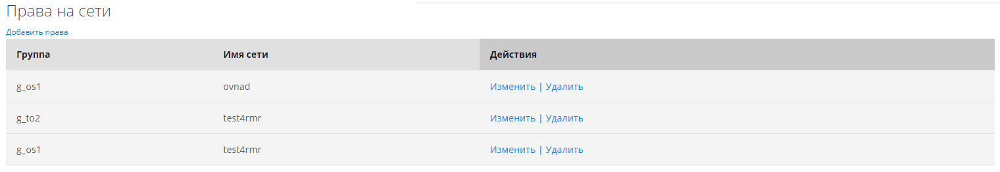 Права на сети
Добавить права
Группа Имя сети Действия
g_os1 ovnad Изменить | Удалить
g_to2 test4rmr Изменить | Удалить
g_os1 test4rmr Изменить | Удалить